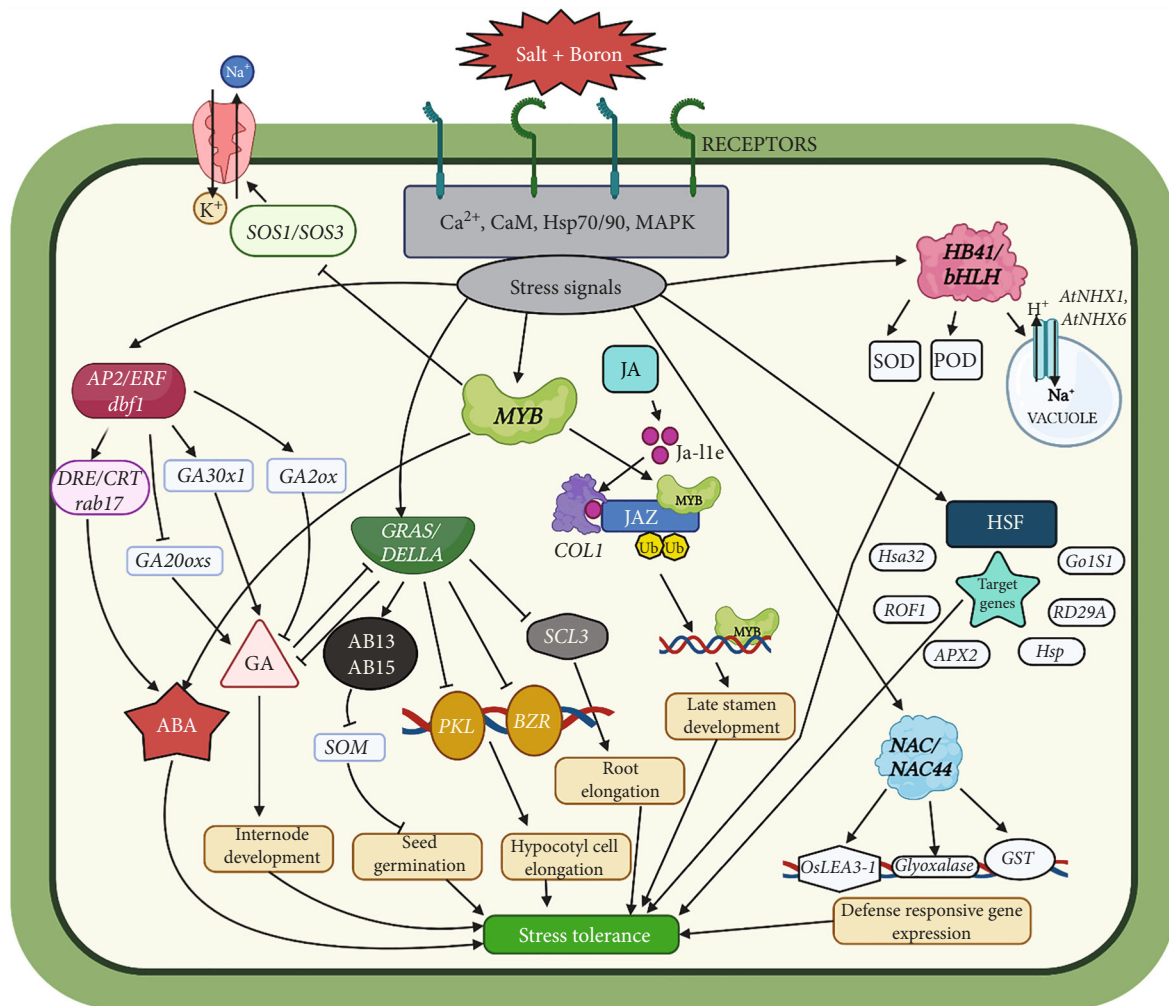 Salt + Boron
Na⁺
RECEPTORS
K⁺
SOS1/SOS3
Ca²⁺, CaM, Hsp70/90, MAPK
Stress signals
HB41/
bHLH
H⁺
AtNHX1,
AtNHX6
SOD
POD
Na⁺
VACUOLE
JA
AP2/ERF
dbf1
MYB
Ja-l1e
DRE/CRT
rab17
GA30x1
GA2ox
MYB
JAZ
COL1
Ub
Ub
HSF
GRAS/
DELLA
GA20oxs
Hsa32
Go1S1
Target
genes
ROF1
RD29A
APX2
Hsp
SCL3
MYB
AB13
AB15
GA
ABA
PKL
BZR
SOM
Late stamen
development
NAC/
NAC44
Root
elongation
Internode
development
Seed
germination
Hypocotyl cell
elongation
OsLEA3-1
Glyoxalase
GST
Defense responsive gene
expression
Stress tolerance